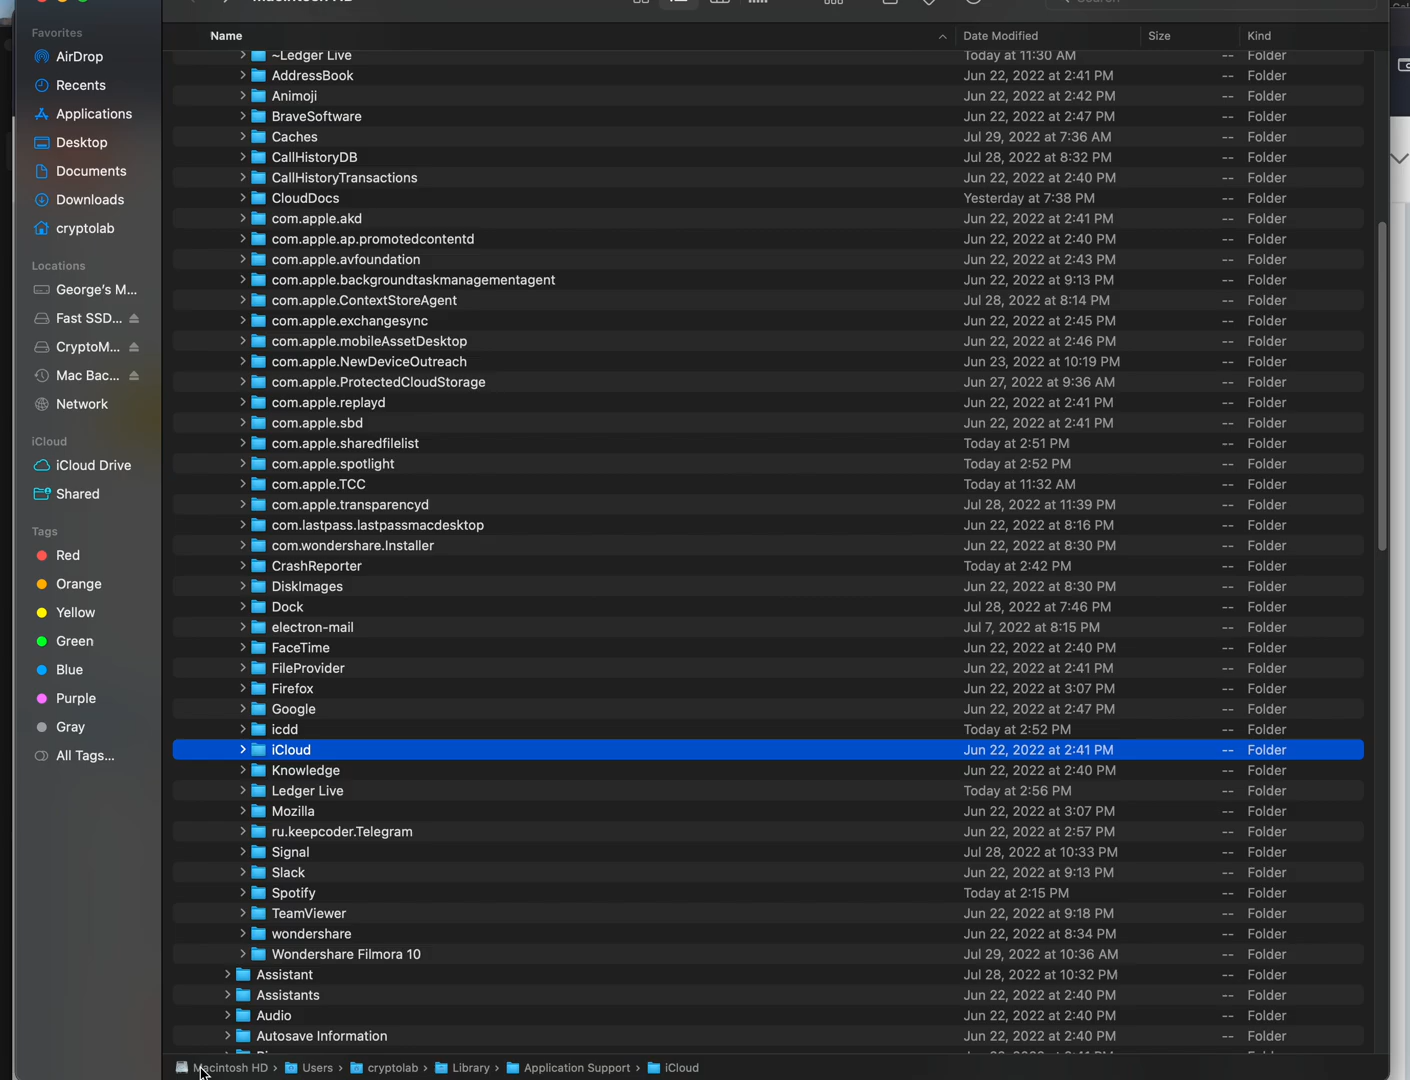 Favorites
AirDrop
Recents
Applications
Desktop
Documents
Downloads
cryptolab
Locations
George's M...
Fast SSD...
CryptoM...
Mac Bac...
Network
iCloud
iCloud Drive
Shared
Tags
Red
Orange
Yellow
Green
Blue
Purple
Gray
All Tags...
Name Date Modified Size Kind
~Ledger Live Today at 11:30 AM -- Folder
AddressBook Jun 22, 2022 at 2:41 PM -- Folder
Animoji Jun 22, 2022 at 2:42 PM -- Folder
BraveSoftware Jun 22, 2022 at 2:47 PM -- Folder
Caches Jul 29, 2022 at 7:36 AM -- Folder
CallHistoryDB Jul 28, 2022 at 8:32 PM -- Folder
CallHistoryTransactions Jun 22, 2022 at 2:40 PM -- Folder
CloudDocs Yesterday at 7:38 PM -- Folder
com.apple.akd Jun 22, 2022 at 2:41 PM -- Folder
com.apple.ap.promotedcontentd Jun 22, 2022 at 2:40 PM -- Folder
com.apple.avfoundation Jun 22, 2022 at 2:43 PM -- Folder
com.apple.backgroundtaskmanagementagent Jun 22, 2022 at 9:13 PM -- Folder
com.apple.ContextStoreAgent Jul 28, 2022 at 8:14 PM -- Folder
com.apple.exchangesync Jun 22, 2022 at 2:45 PM -- Folder
com.apple.mobileAssetDesktop Jun 22, 2022 at 2:46 PM -- Folder
com.apple.NewDeviceOutreach Jun 23, 2022 at 10:19 PM -- Folder
com.apple.ProtectedCloudStorage Jun 27, 2022 at 9:36 AM -- Folder
com.apple.replayd Jun 22, 2022 at 2:41 PM -- Folder
com.apple.sbd Jun 22, 2022 at 2:41 PM -- Folder
com.apple.sharedfilelist Today at 2:51 PM -- Folder
com.apple.spotlight Today at 2:52 PM -- Folder
com.apple.TCC Today at 11:32 AM -- Folder
com.apple.transparencyd Jul 28, 2022 at 11:39 PM -- Folder
com.lastpass.lastpassmacdesktop Jun 22, 2022 at 8:16 PM -- Folder
com.wondershare.Installer Jun 22, 2022 at 8:30 PM -- Folder
CrashReporter Today at 2:42 PM -- Folder
DiskImages Jun 22, 2022 at 8:30 PM -- Folder
Dock Jul 28, 2022 at 7:46 PM -- Folder
electron-mail Jul 7, 2022 at 8:15 PM -- Folder
FaceTime Jun 22, 2022 at 2:40 PM -- Folder
FileProvider Jun 22, 2022 at 2:41 PM -- Folder
Firefox Jun 22, 2022 at 3:07 PM -- Folder
Google Jun 22, 2022 at 2:47 PM -- Folder
icdd Today at 2:52 PM -- Folder
iCloud Jun 22, 2022 at 2:41 PM -- Folder
Knowledge Jun 22, 2022 at 2:40 PM -- Folder
Ledger Live Today at 2:56 PM -- Folder
Mozilla Jun 22, 2022 at 3:07 PM -- Folder
ru.keepcoder.Telegram Jun 22, 2022 at 2:57 PM -- Folder
Signal Jul 28, 2022 at 10:33 PM -- Folder
Slack Jun 22, 2022 at 9:13 PM -- Folder
Spotify Today at 2:15 PM -- Folder
TeamViewer Jun 22, 2022 at 9:18 PM -- Folder
wondershare Jun 22, 2022 at 8:34 PM -- Folder
Wondershare Filmora 10 Jul 29, 2022 at 10:36 AM -- Folder
Assistant Jul 28, 2022 at 10:32 PM -- Folder
Assistants Jun 22, 2022 at 2:40 PM -- Folder
Audio Jun 22, 2022 at 2:40 PM -- Folder
Autosave Information Jun 22, 2022 at 2:40 PM -- Folder
Macintosh HD › Users › cryptolab › Library › Application Support › iCloud